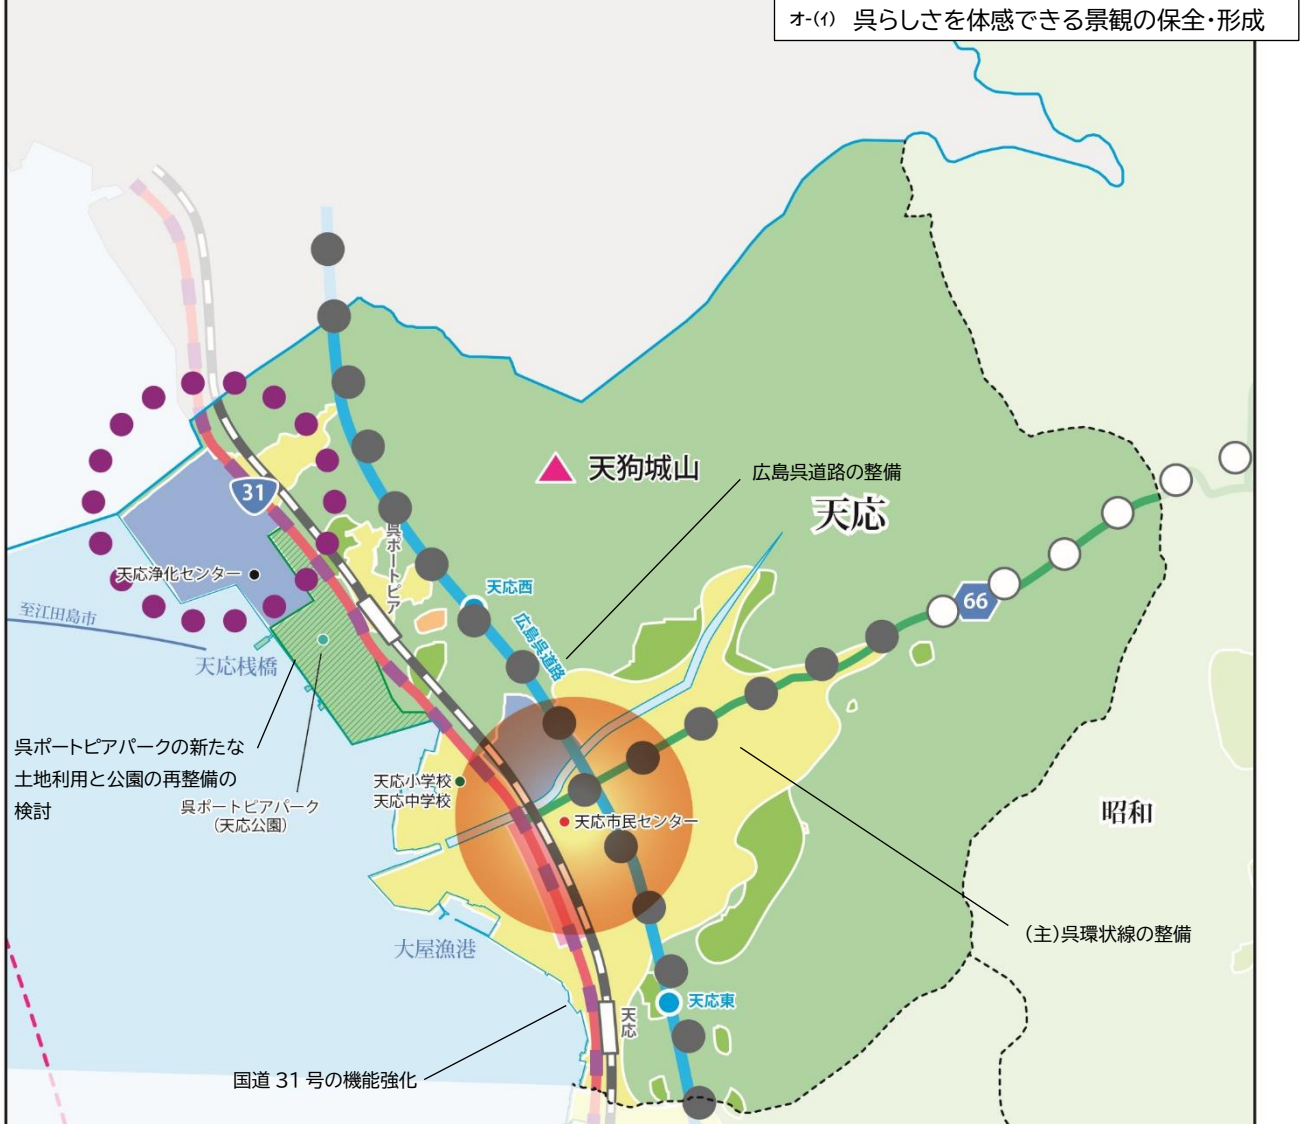 オ-(ｲ) 呉らしさを体感できる景観の保全・形成
天狗城山
広島呉道路の整備
天応
31
呉ポートピア
天応浄化センター
天応西
66
至江田島市
広島呉道路
天応桟橋
呉ポートピアパークの新たな
土地利用と公園の再整備の
検討
呉ポートピアパーク
(天応公園)
天応小学校
天応中学校
天応市民センター
昭和
(主)呉環状線の整備
大屋漁港
天応東
天応
国道 31 号の機能強化